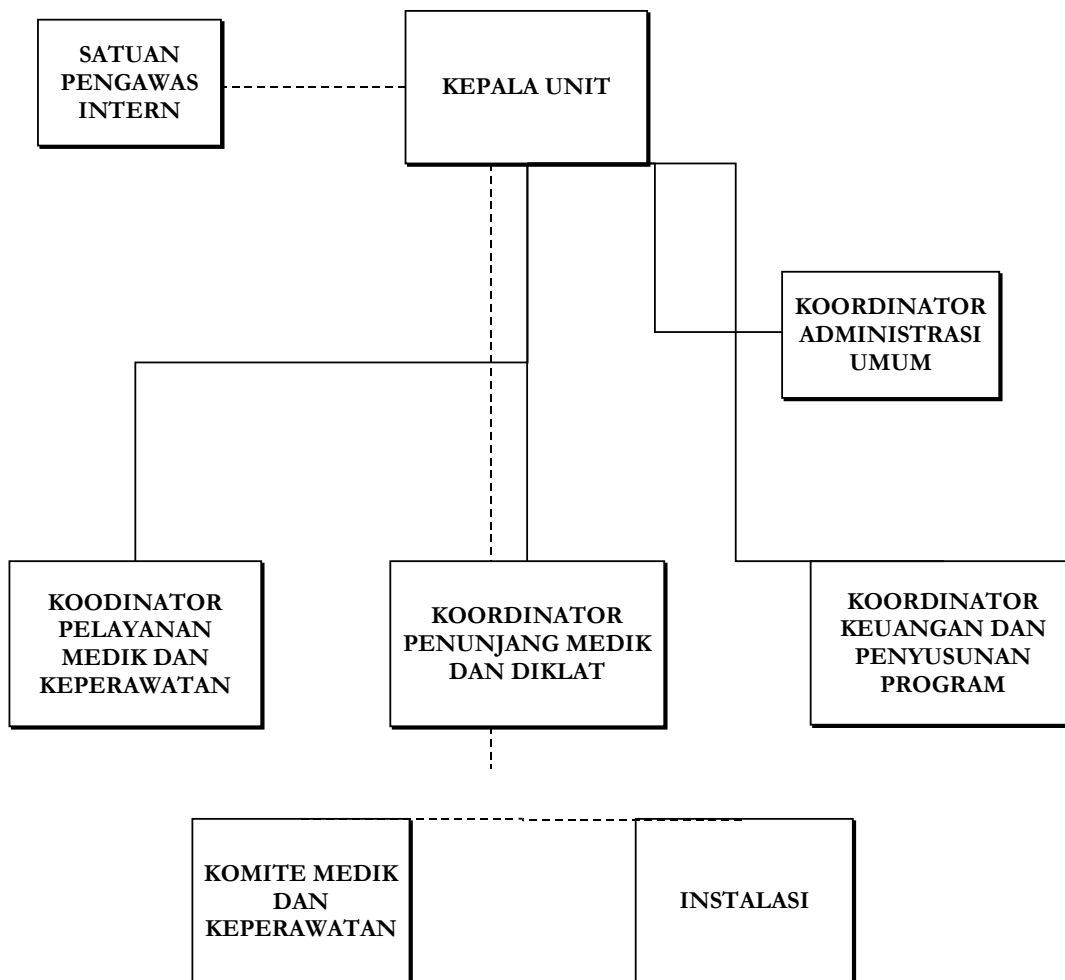 SATUAN
PENGAWAS
INTERN
KEPALA UNIT
KOORDINATOR
ADMINISTRASI
UMUM
KOODINATOR
PELAYANAN
MEDIK DAN
KEPERAWATAN
KOORDINATOR
PENUNJANG MEDIK
DAN DIKLAT
KOORDINATOR
KEUANGAN DAN
PENYUSUNAN
PROGRAM
KOMITE MEDIK
DAN
KEPERAWATAN
INSTALASI